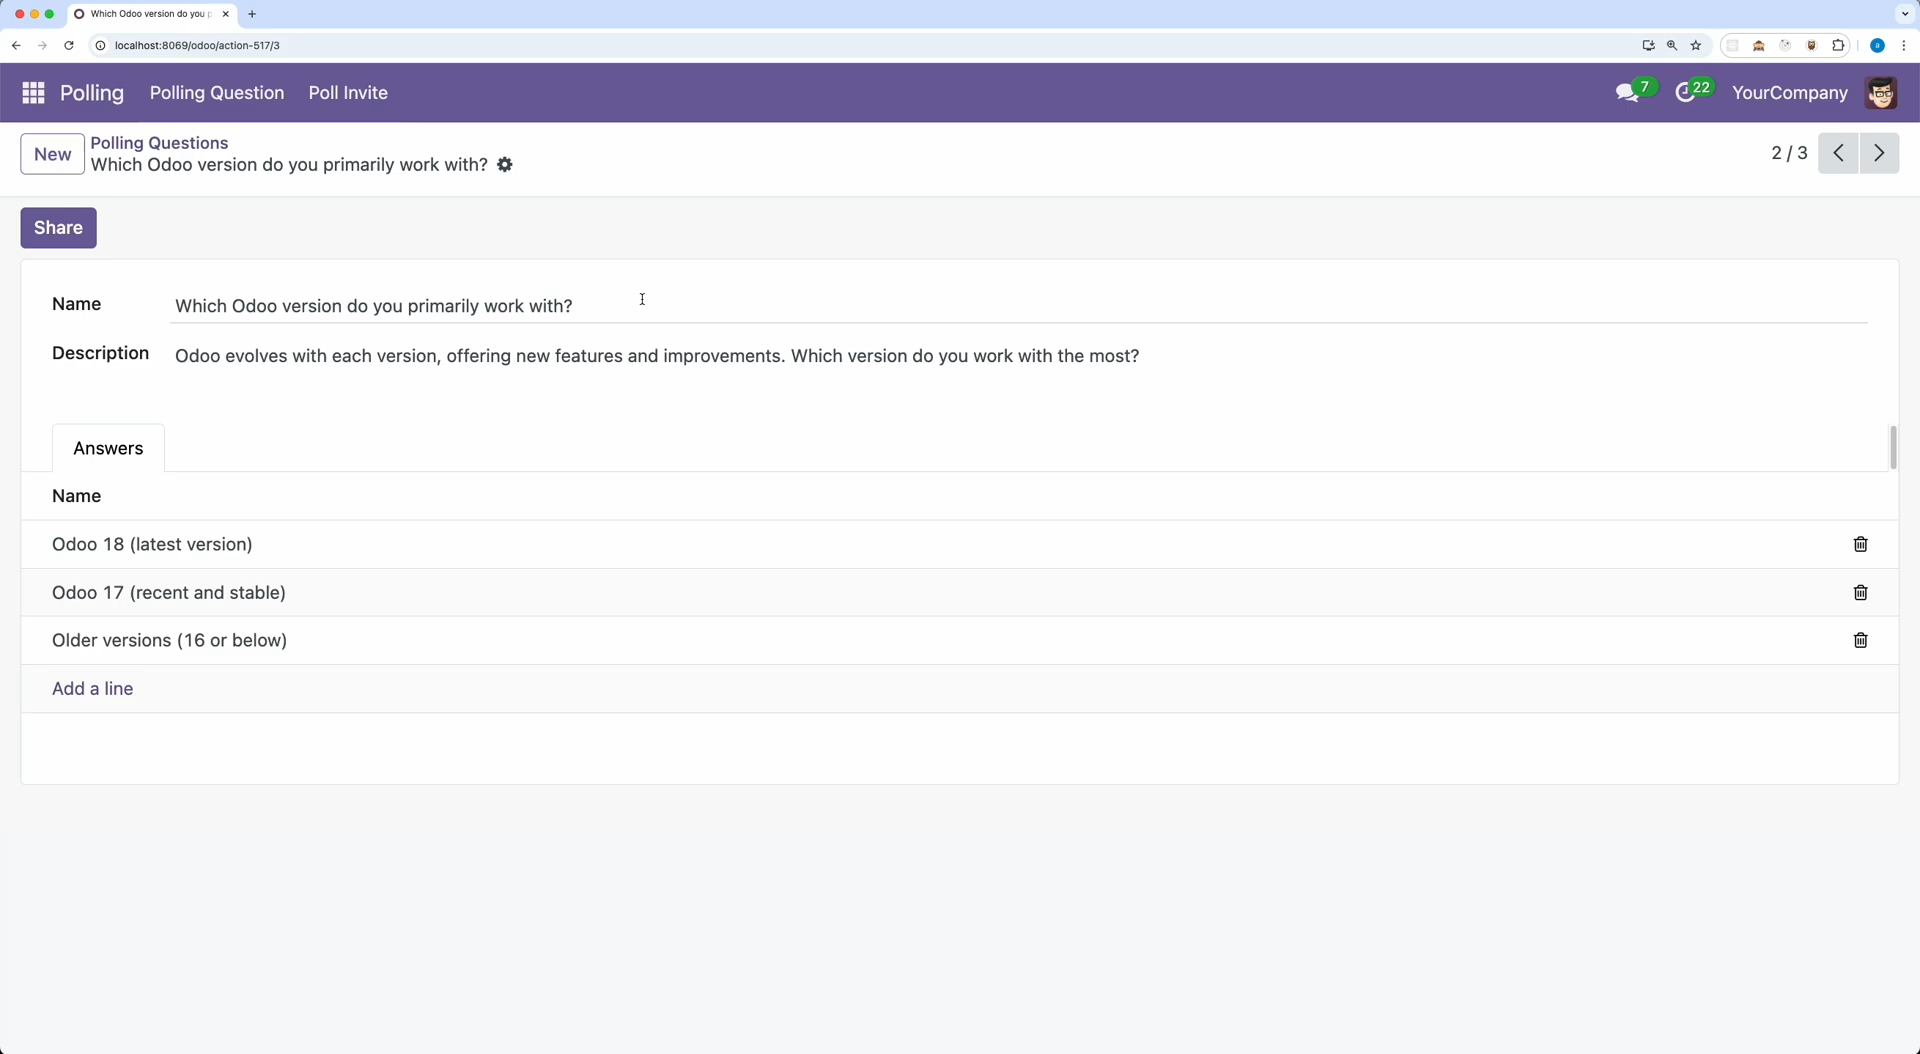 Which Odoo version do you p
localhost:8069/odoo/action-517/3
a
Polling
Polling Question
Poll Invite
7
22
YourCompany
New
Polling Questions
Which Odoo version do you primarily work with?
2 / 3
Share
Name
Which Odoo version do you primarily work with?
Description
Odoo evolves with each version, offering new features and improvements. Which version do you work with the most?
Answers
Name
Odoo 18 (latest version)
Odoo 17 (recent and stable)
Older versions (16 or below)
Add a line